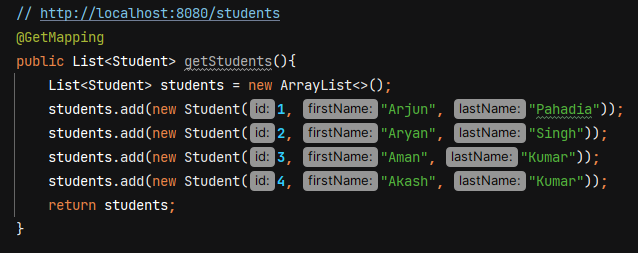 // http://localhost:8080/students
@GetMapping
public List<Student> getStudents(){
List<Student> students = new ArrayList<>();
students.add(new Student( id: 1, firstName: "Arjun", lastName: "Pahadia"));
students.add(new Student( id: 2, firstName: "Aryan", lastName: "Singh"));
students.add(new Student( id: 3, firstName: "Aman", lastName: "Kumar"));
students.add(new Student( id: 4, firstName: "Akash", lastName: "Kumar"));
return students;
}